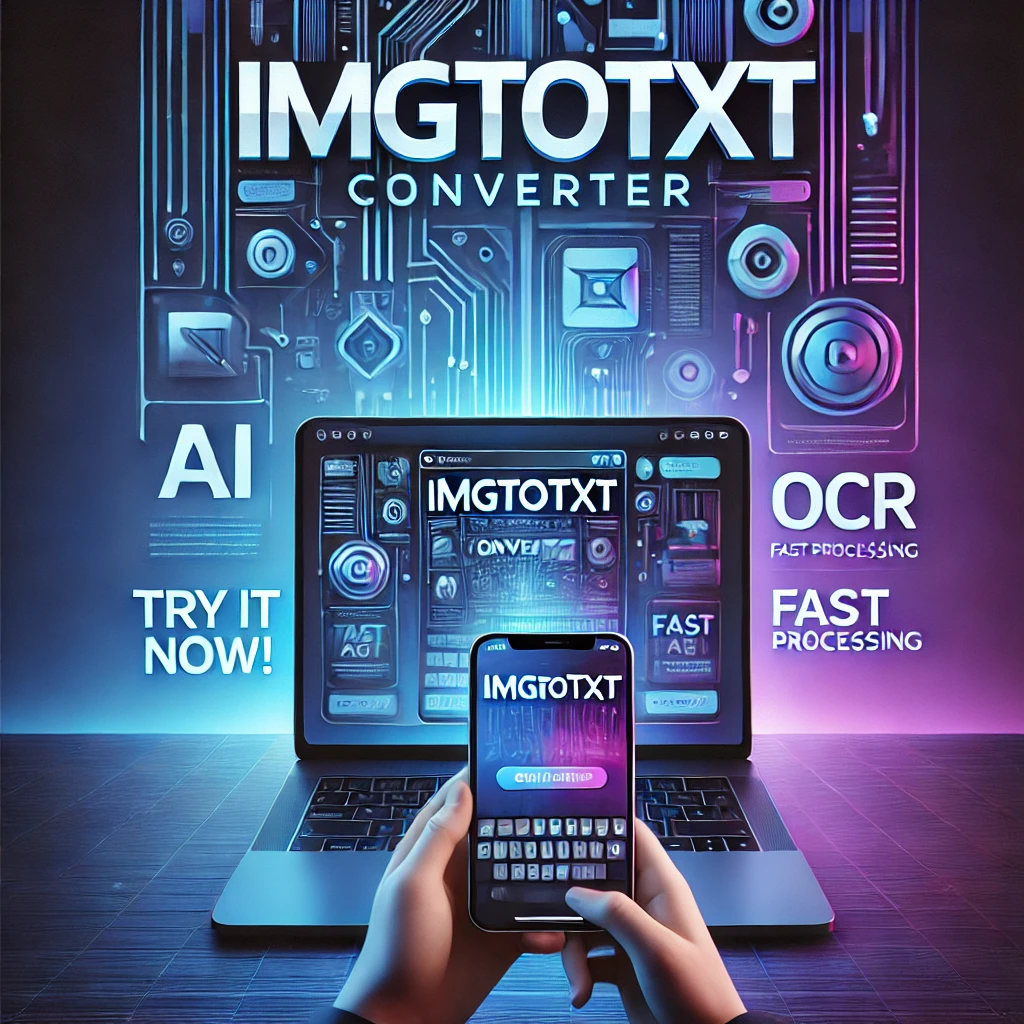 IMGTOTXT
CONVERTER
AI
OCR
FAST PROCESSING
TRY IT
NOW!
FAST
PROCESSING
IMGTOTXT
FAST
IMGTOTXT